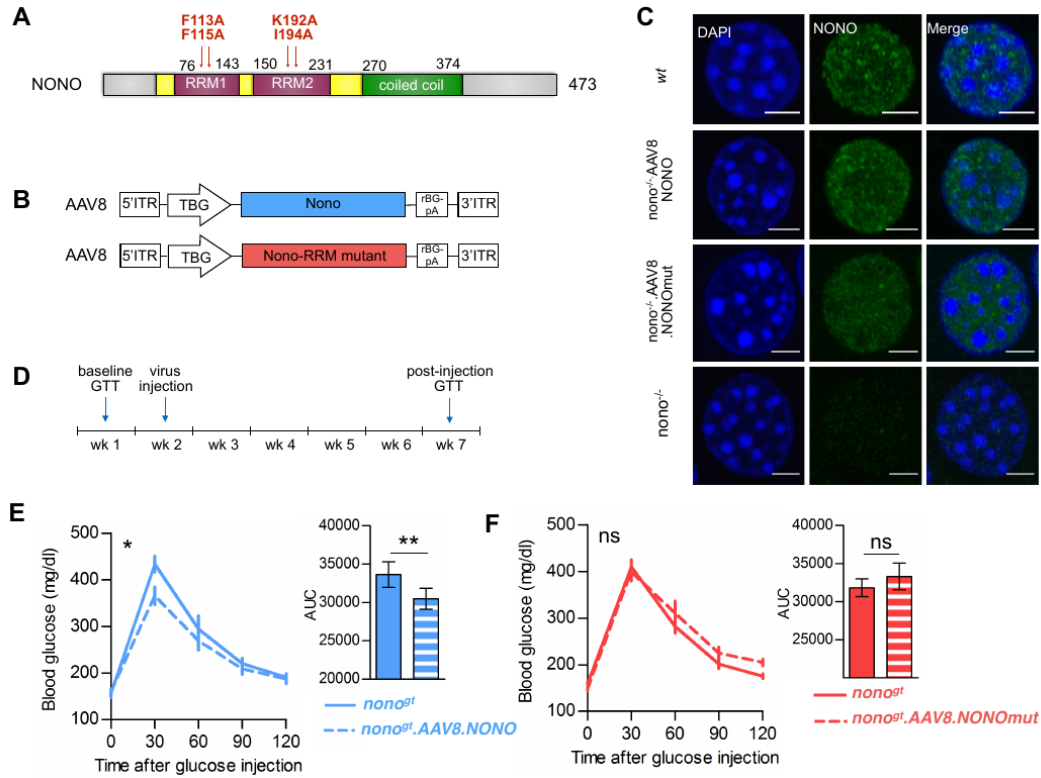 A
F113A
F115A
K192A
I194A
76
143
150
231
270
374
NONO
RRM1
RRM2
coiled coil
473
B
AAV8
5'ITR
TBG
Nono
rBG-
pA
3'ITR
AAV8
5'ITR
TBG
Nono-RRM mutant
rBG-
pA
3'ITR
C
DAPI
NONO
Merge
wt
nono-/-.AAV8
NONO
nono-/-.AAV8
.NONOmut
nono-/-
D
baseline
GTT
virus
injection
post-injection
GTT
wk 1
wk 2
wk 3
wk 4
wk 5
wk 6
wk 7
E
Blood glucose (mg/dl)
500
400
300
200
100
*
0
30
60
90
120
Time after glucose injection
AUC
40000
35000
30000
25000
20000
**
nonogt
nonogt.AAV8.NONO
F
Blood glucose (mg/dl)
500
400
300
200
100
ns
0
30
60
90
120
Time after glucose injection
AUC
40000
35000
30000
25000
ns
nonogt
nonogt.AAV8.NONOmut